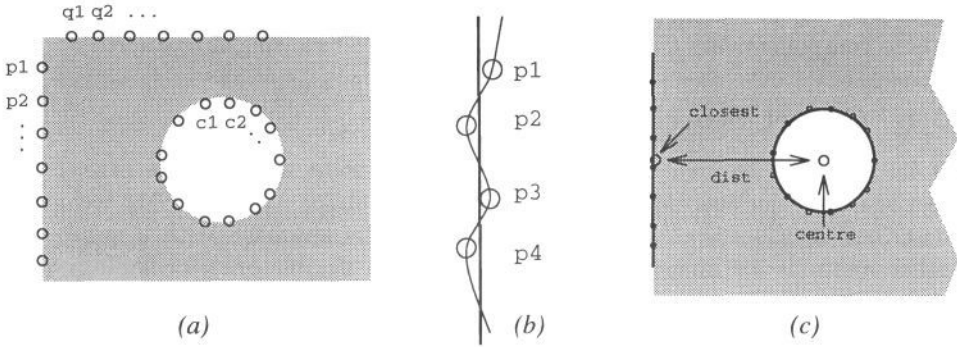 q1 q2 ...
p1
p2
c1 c2
(a)
p1
p2
p3
p4
(b)
closest
dist
centre
(c)